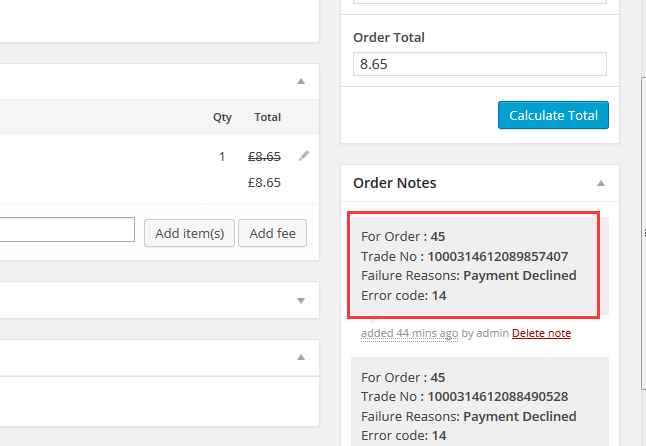 Order Total
8.65
Calculate Total
Qty Total
1 £8.65
£8.65
Add item(s) Add fee
Order Notes
For Order : 45
Trade No : 1000314612089857407
Failure Reasons: Payment Declined
Error code: 14
added 44 mins ago by admin Delete note
For Order : 45
Trade No : 1000314612088490528
Failure Reasons: Payment Declined
Error code: 14